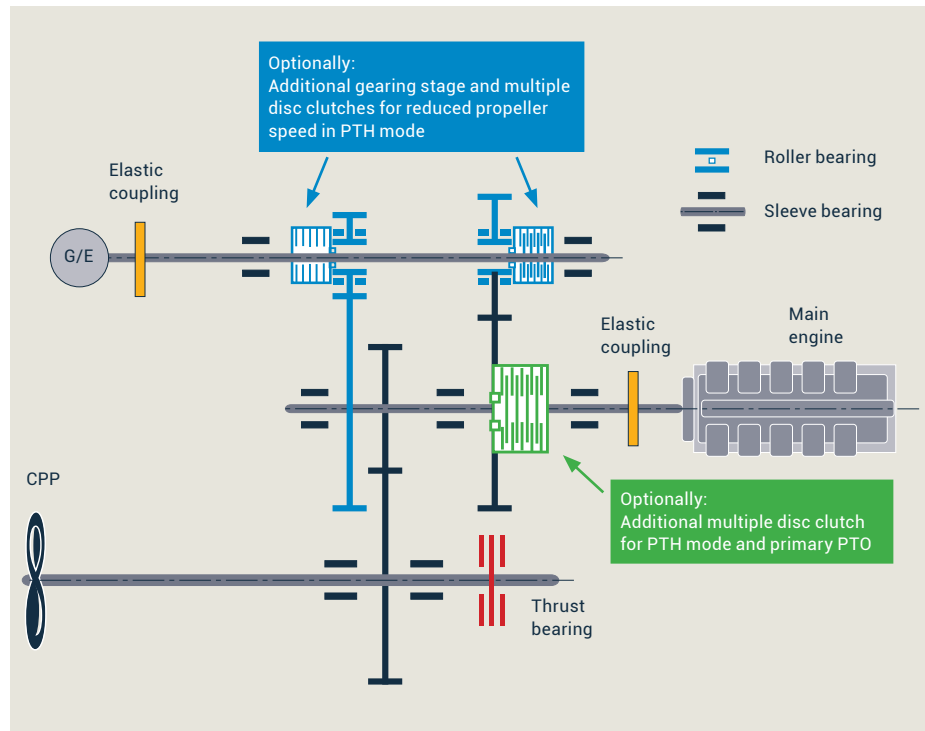 Optionally:
Additional gearing stage and multiple
disc clutches for reduced propeller
speed in PTH mode
Roller bearing
Sleeve bearing
Elastic
coupling
G/E
Elastic
coupling
Main
engine
CPP
Optionally:
Additional multiple disc clutch
for PTH mode and primary PTO
Thrust
bearing